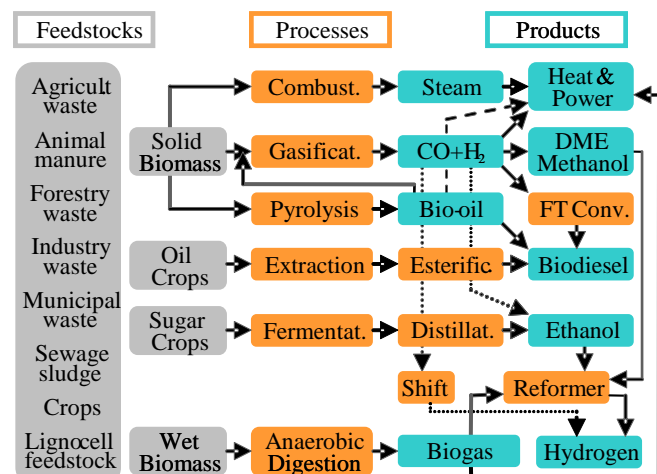 Feedstocks
Processes
Products
Agricult
waste
Animal
manure
Forestry
waste
Industry
waste
Municipal
waste
Sewage
sludge
Crops
Lignocell
feedstock
Solid
Biomass
Oil
Crops
Sugar
Crops
Wet
Biomass
Combust.
Gasificat.
Pyrolysis
Extraction
Fermentat.
Anaerobic
Digestion
Steam
CO+H2
Bio-oil
Esterific.
Distillat.
Shift
Biogas
Heat &
Power
DME
Methanol
FT Conv.
Biodiesel
Ethanol
Reformer
Hydrogen